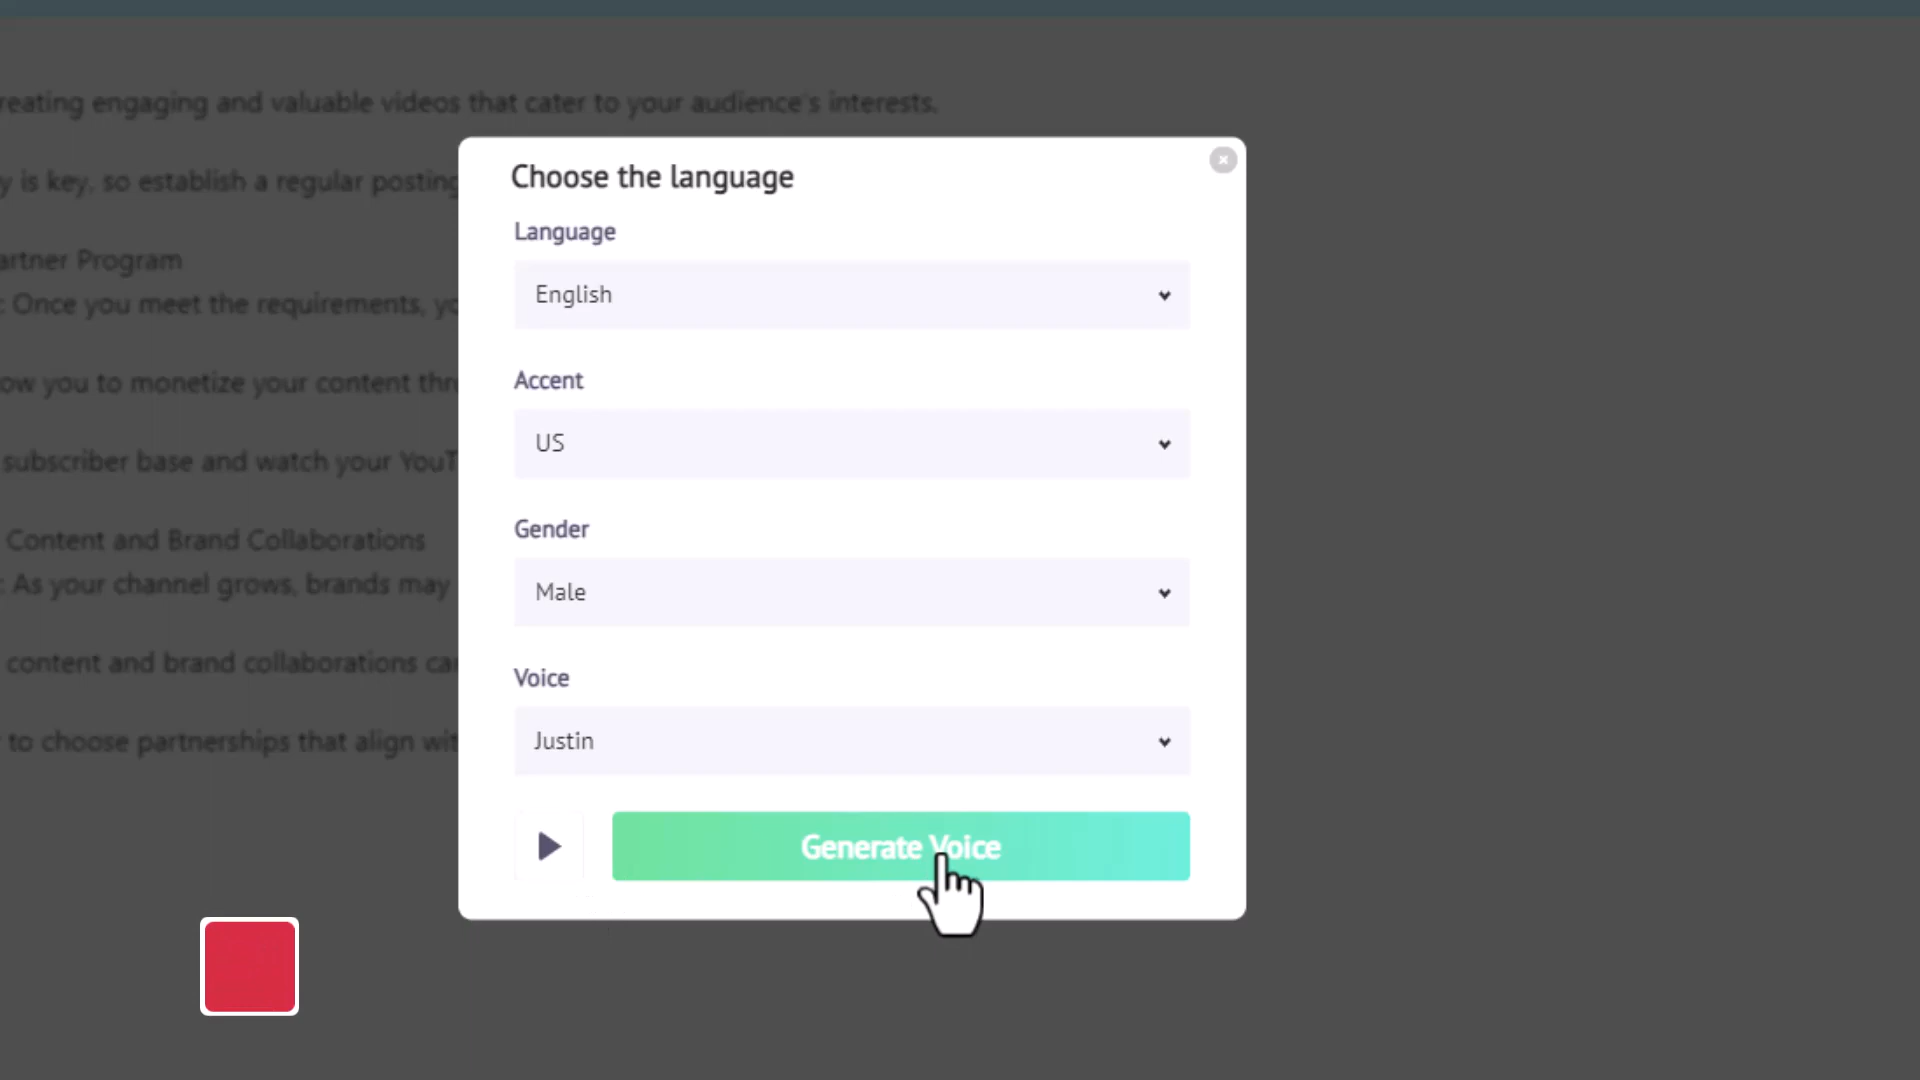 reating engaging and valuable videos that cater to your audience's interests.
Choose the language
y is key, so establish a regular posting
Language
artner Program
English
: Once you meet the requirements, yo
Accent
ow you to monetize your content thr
US
subscriber base and watch your YouT
Gender
Content and Brand Collaborations
: As your channel grows, brands may
Male
content and brand collaborations ca
Voice
to choose partnerships that align wit
Justin
Generate Voice